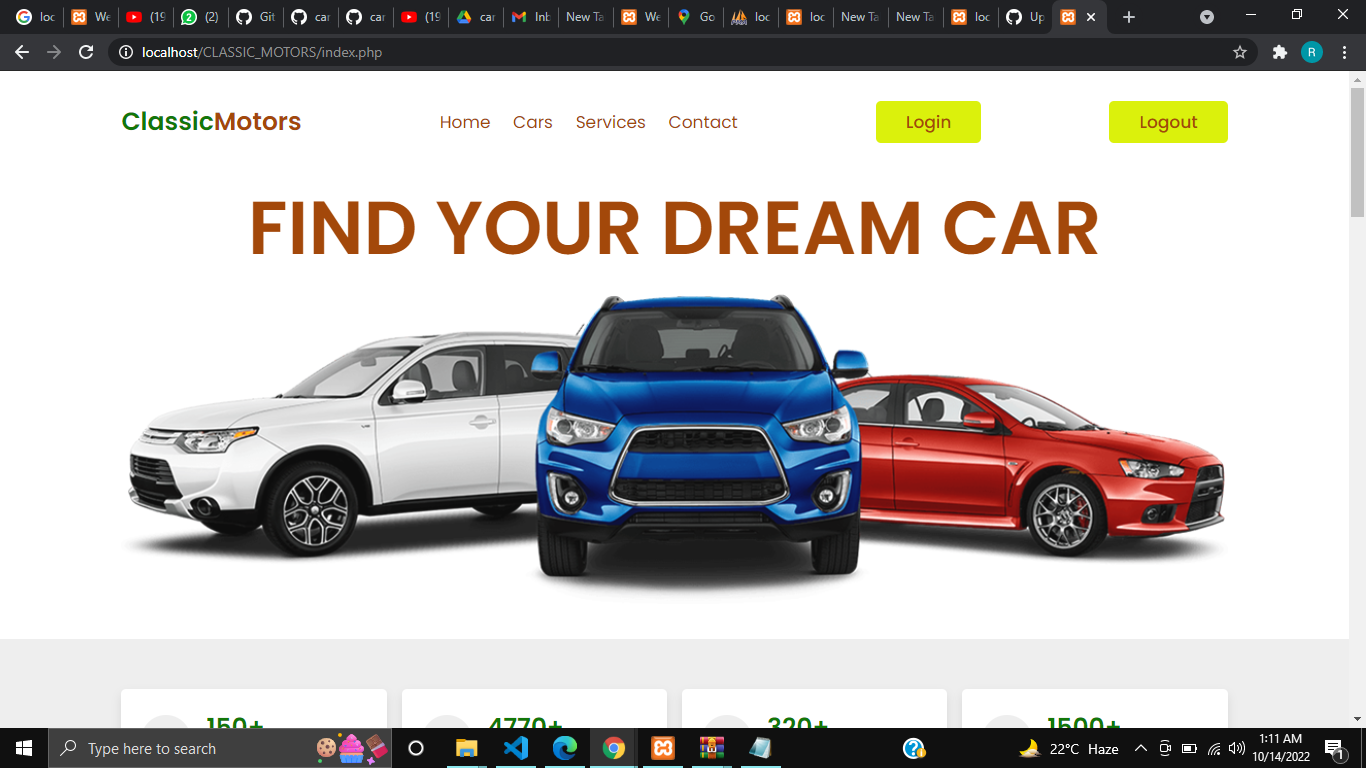 loc We (19 (2) Git car car (19 car Inb New Ta We Go loc loc New Ta New Ta loc Up
localhost/CLASSIC_MOTORS/index.php R
ClassicMotors Home Cars Services Contact Login Logout
FIND YOUR DREAM CAR
150+ 4770+ 320+ 1500+
Type here to search 22°C Haze 1:11 AM
10/14/2022 1